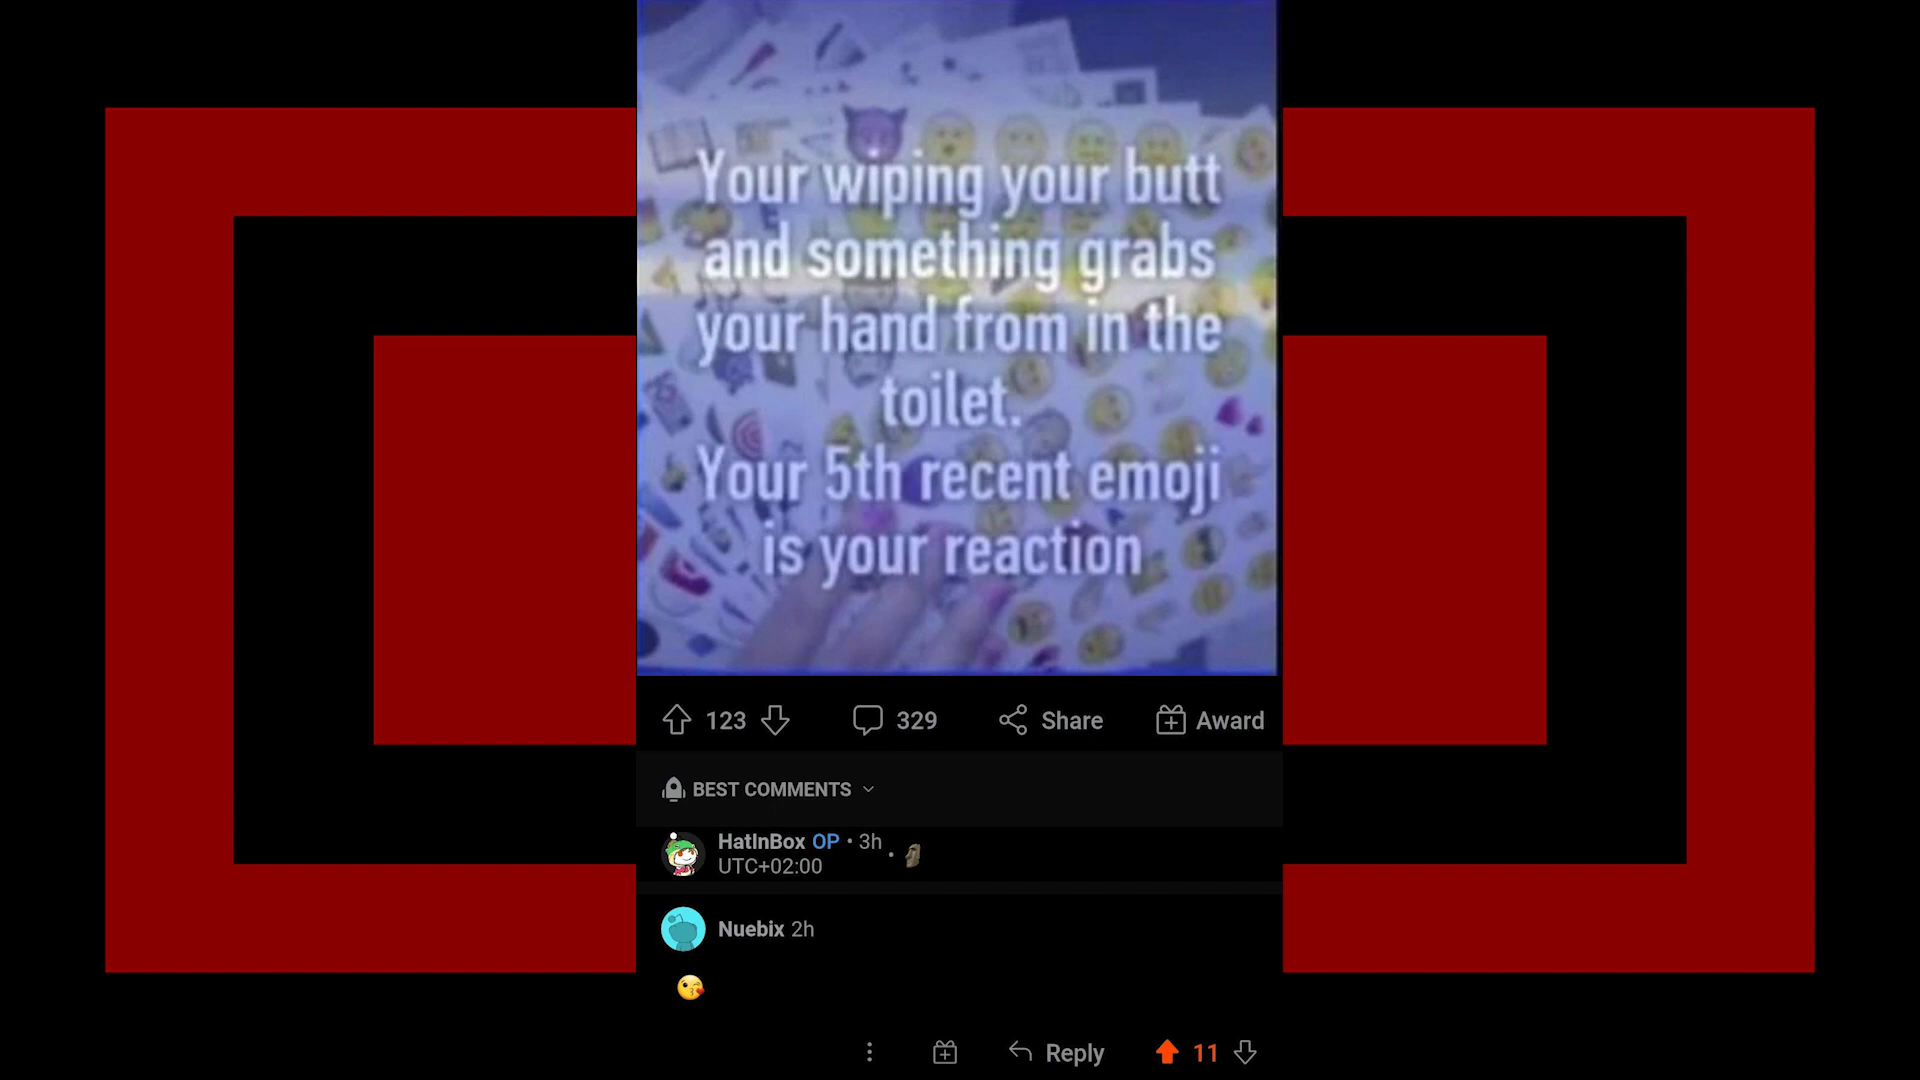 Your wiping your butt
and something grabs
your hand from in the
toilet.
Your 5th recent emoji
is your reaction
123
329
Share
Award
BEST COMMENTS
HatInBox OP • 3h
UTC+02:00 • 🗿
Nuebix 2h
😘
Reply
11